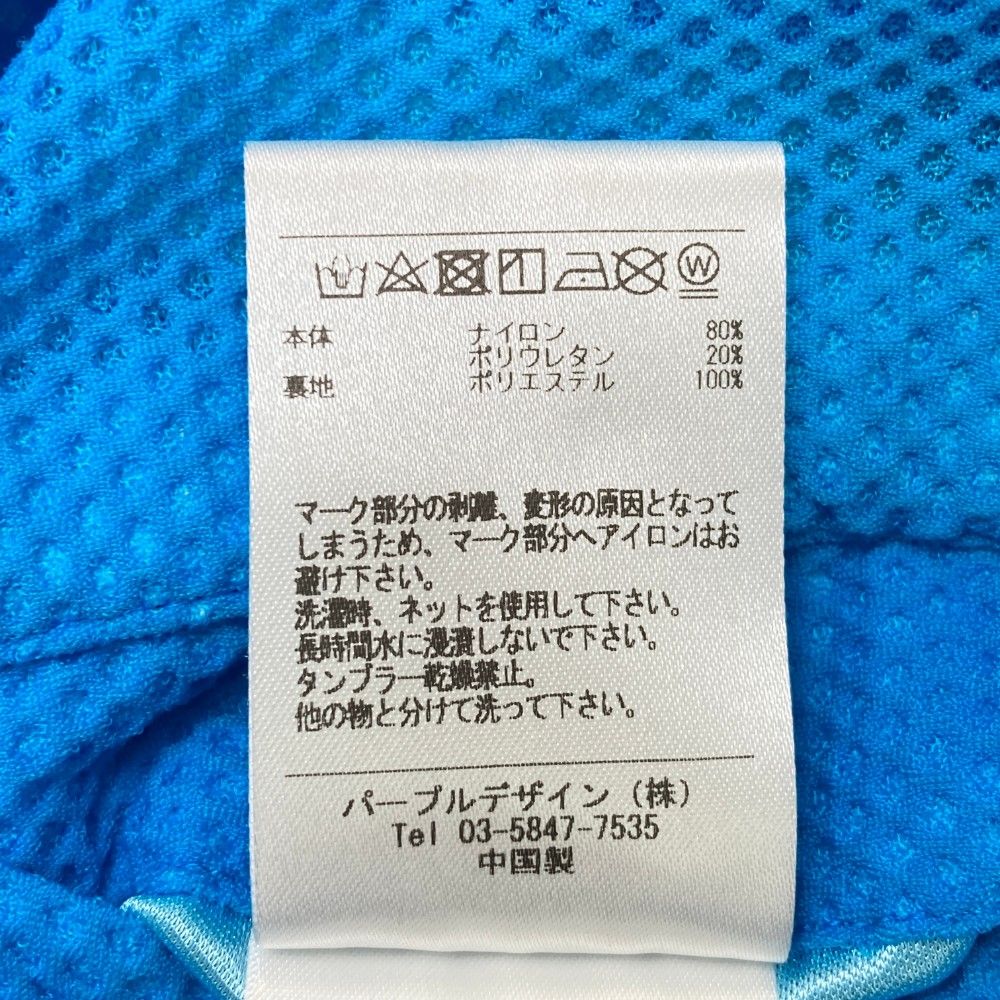 W
本体 ナイロン 80%
ポリウレタン 20%
裏地 ポリエステル 100%
マーク部分の剥離、変形の原因となって
しまうため、マーク部分へアイロンはお
避け下さい。
洗濯時、ネットを使用して下さい。
長時間水に浸漬しないで下さい。
タンブラー乾燥禁止。
他の物と分けて洗って下さい。
パープルデザイン（株）
Tel 03-5847-7535
中国製